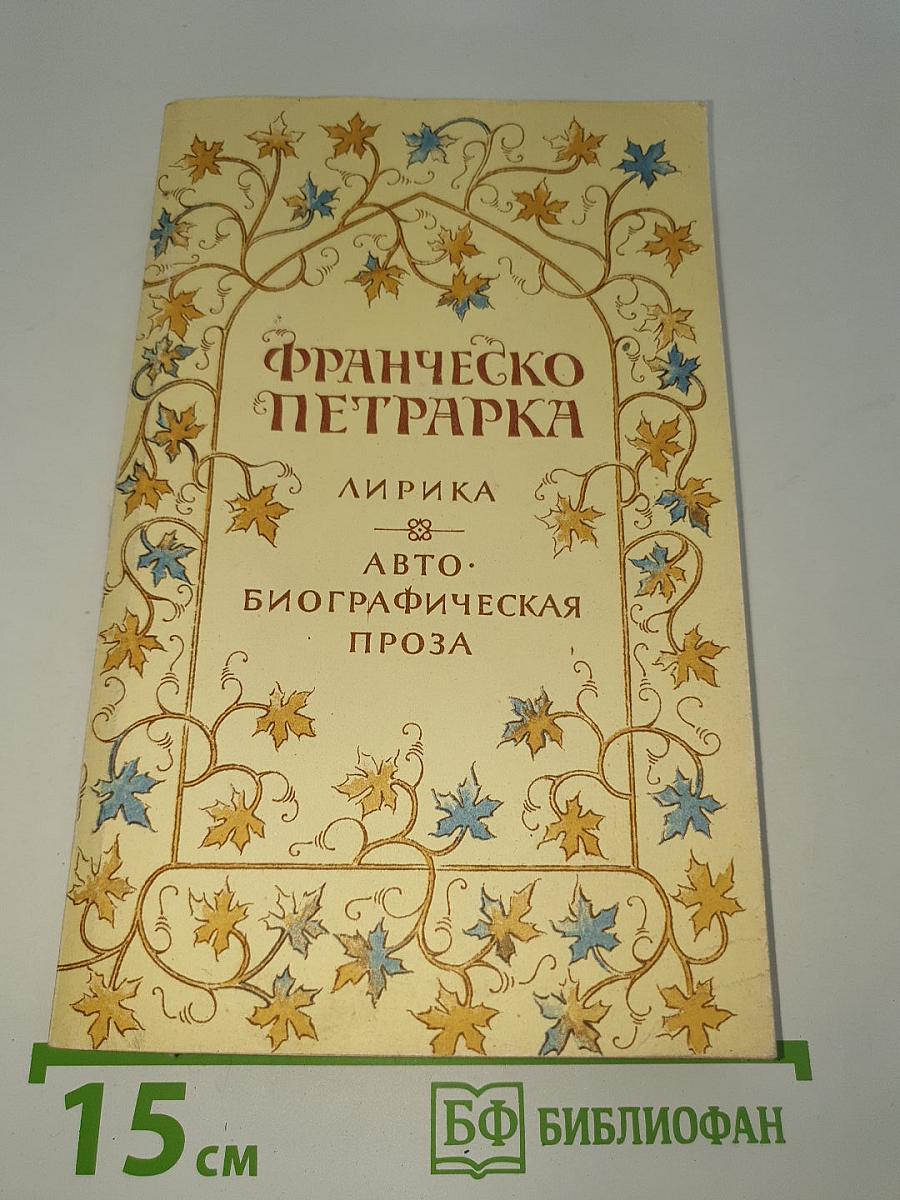 ФРАНЧЕСКО
ПЕТРАРКА
ЛИРИКА
АВТО·
БИОГРАФИЧЕСКАЯ
ПРОЗА
15 см
БФ БИБЛИОФАН